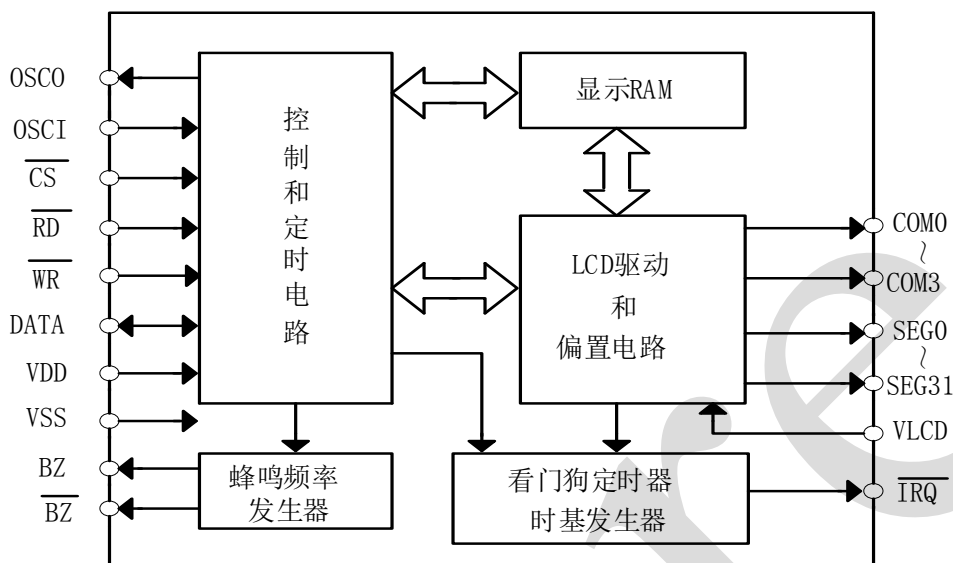 OSCO
OSCI
CS
RD
WR
DATA
VDD
VSS
BZ
BZ
控
制
和
定
时
电
路
显示RAM
LCD驱动
和
偏置电路
蜂鸣频率
发生器
看门狗定时器
时基发生器
COM0
~
COM3
SEG0
~
SEG31
VLCD
IRQ
re